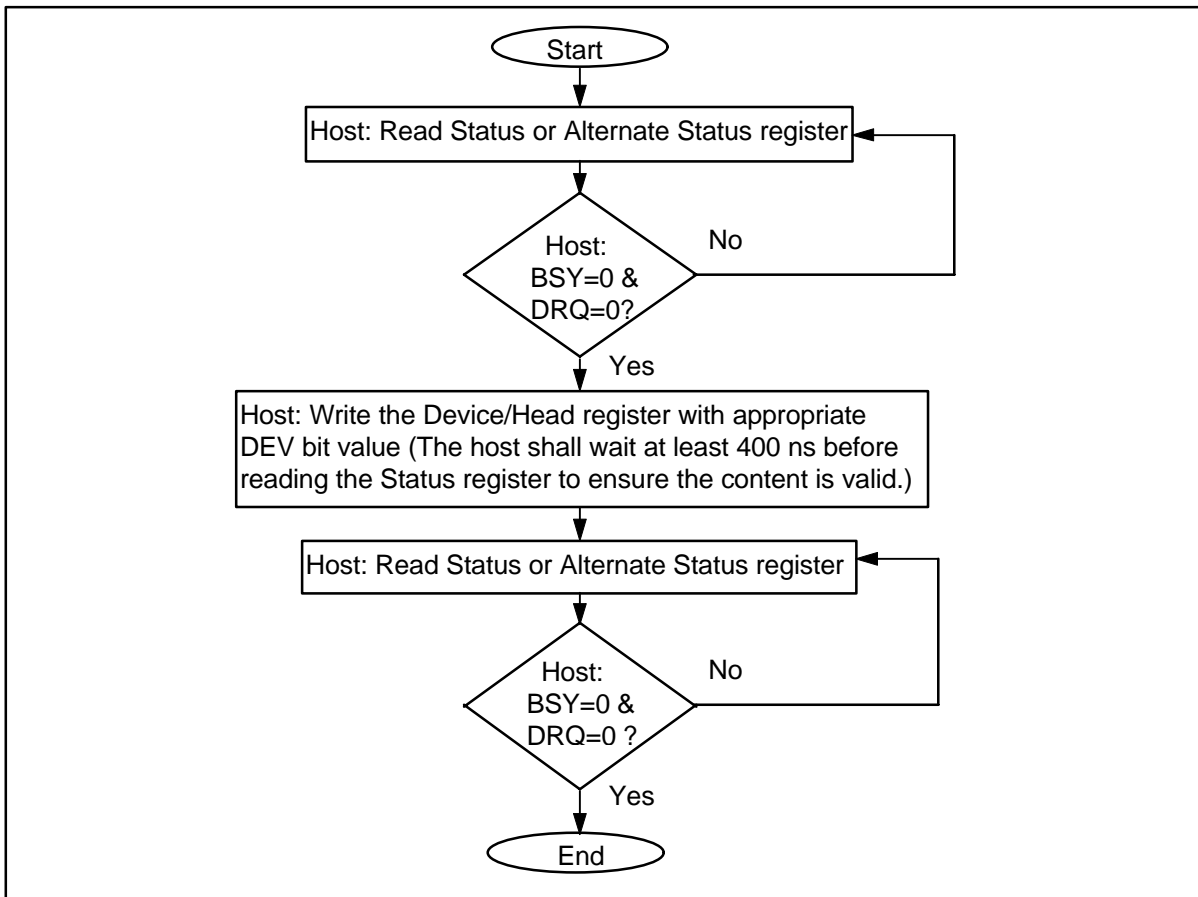 Start
Host: Read Status or Alternate Status register
Host:
BSY=0 &
DRQ=0?
No
Yes
Host: Write the Device/Head register with appropriate
DEV bit value (The host shall wait at least 400 ns before
reading the Status register to ensure the content is valid.)
Host: Read Status or Alternate Status register
Host:
BSY=0 &
DRQ=0 ?
No
Yes
End